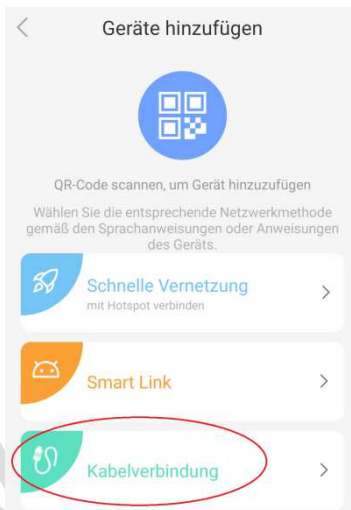 Geräte hinzufügen
QR-Code scannen, um Gerät hinzuzufügen
Wählen Sie die entsprechende Netzwerkmethode
gemäß den Sprachanweisungen oder Anweisungen
des Geräts.
Schnelle Vernetzung
mit Hotspot verbinden
Smart Link
Kabelverbindung